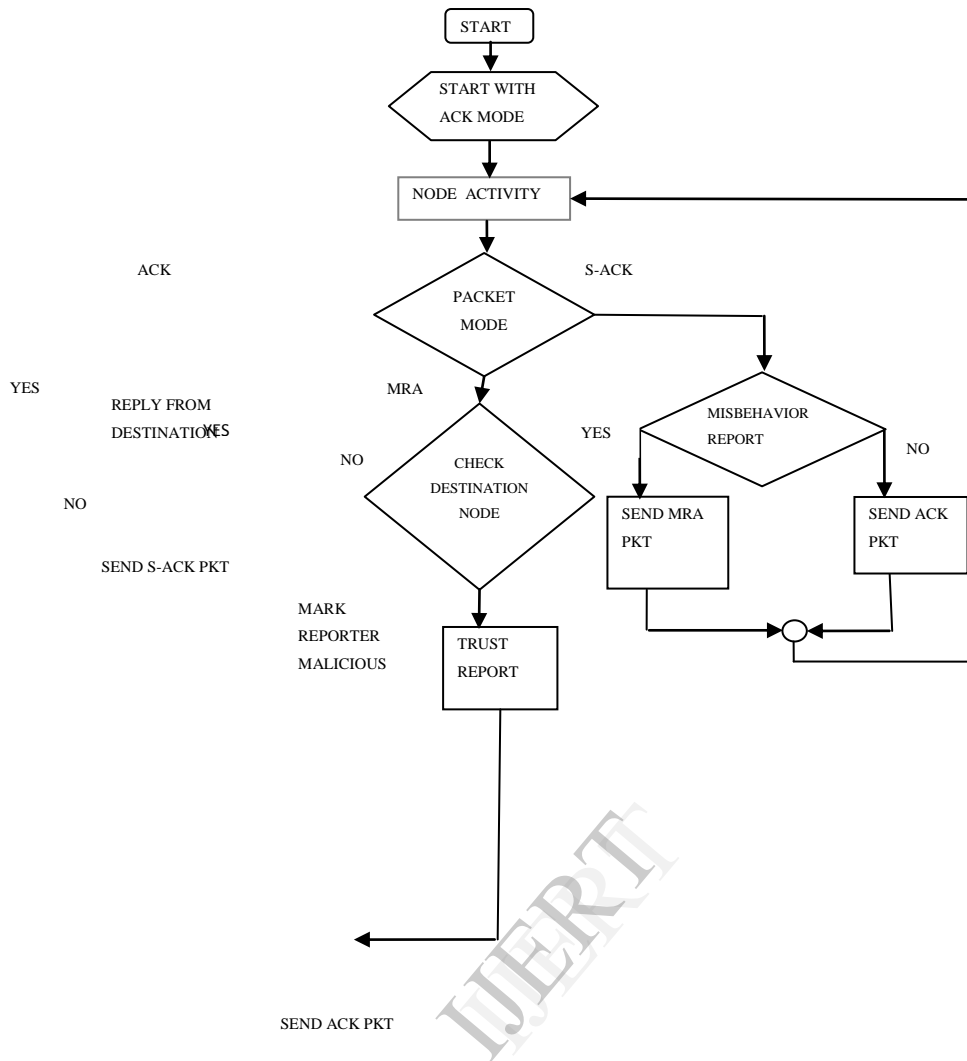 START
START WITH
ACK MODE
NODE ACTIVITY
ACK
S-ACK
PACKET
MODE
YES
MRA
REPLY FROM
DESTINATION
YES
MISBEHAVIOR
REPORT
YES
NO
NO
CHECK
DESTINATION
NODE
NO
SEND MRA
PKT
SEND ACK
PKT
SEND S-ACK PKT
MARK
REPORTER
MALICIOUS
TRUST
REPORT
IJERT
SEND ACK PKT